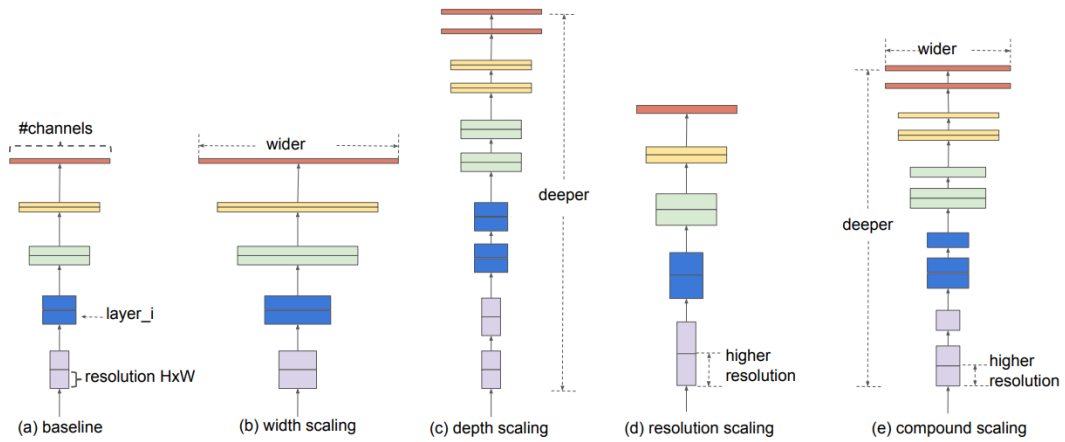 #channels
layer_i
resolution HxW
(a) baseline
wider
(b) width scaling
deeper
(c) depth scaling
higher
resolution
(d) resolution scaling
wider
deeper
higher
resolution
(e) compound scaling